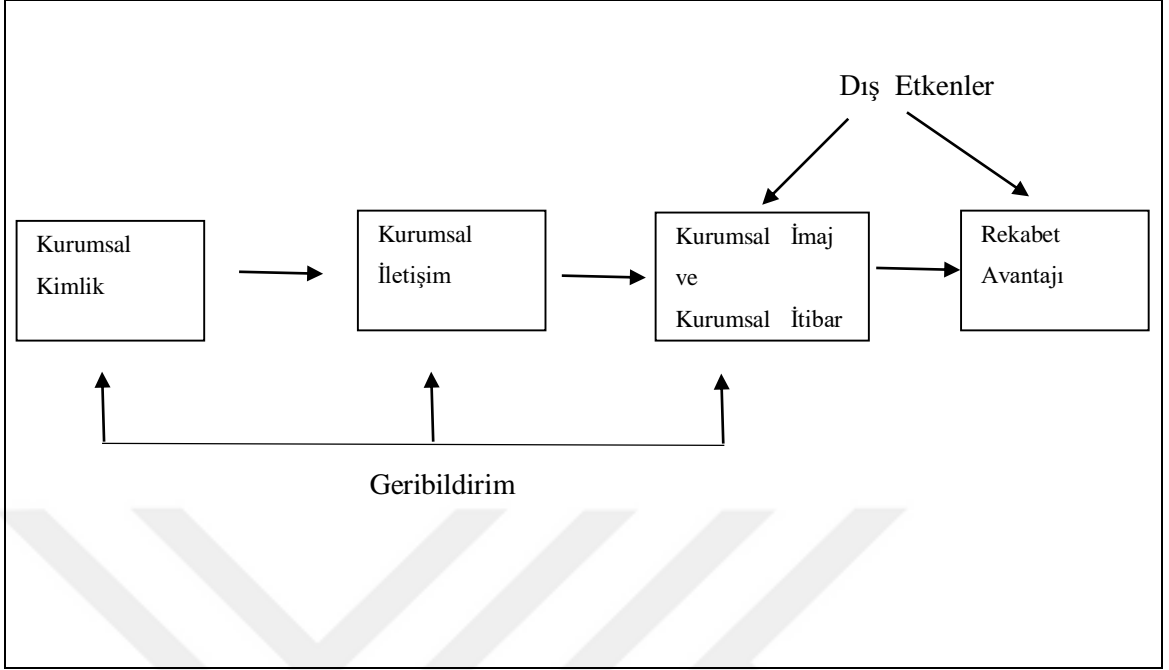 Dış Etkenler
Kurumsal
Kimlik
Kurumsal
İletişim
Kurumsal İmaj
ve
Kurumsal İtibar
Rekabet
Avantajı
Geribildirim